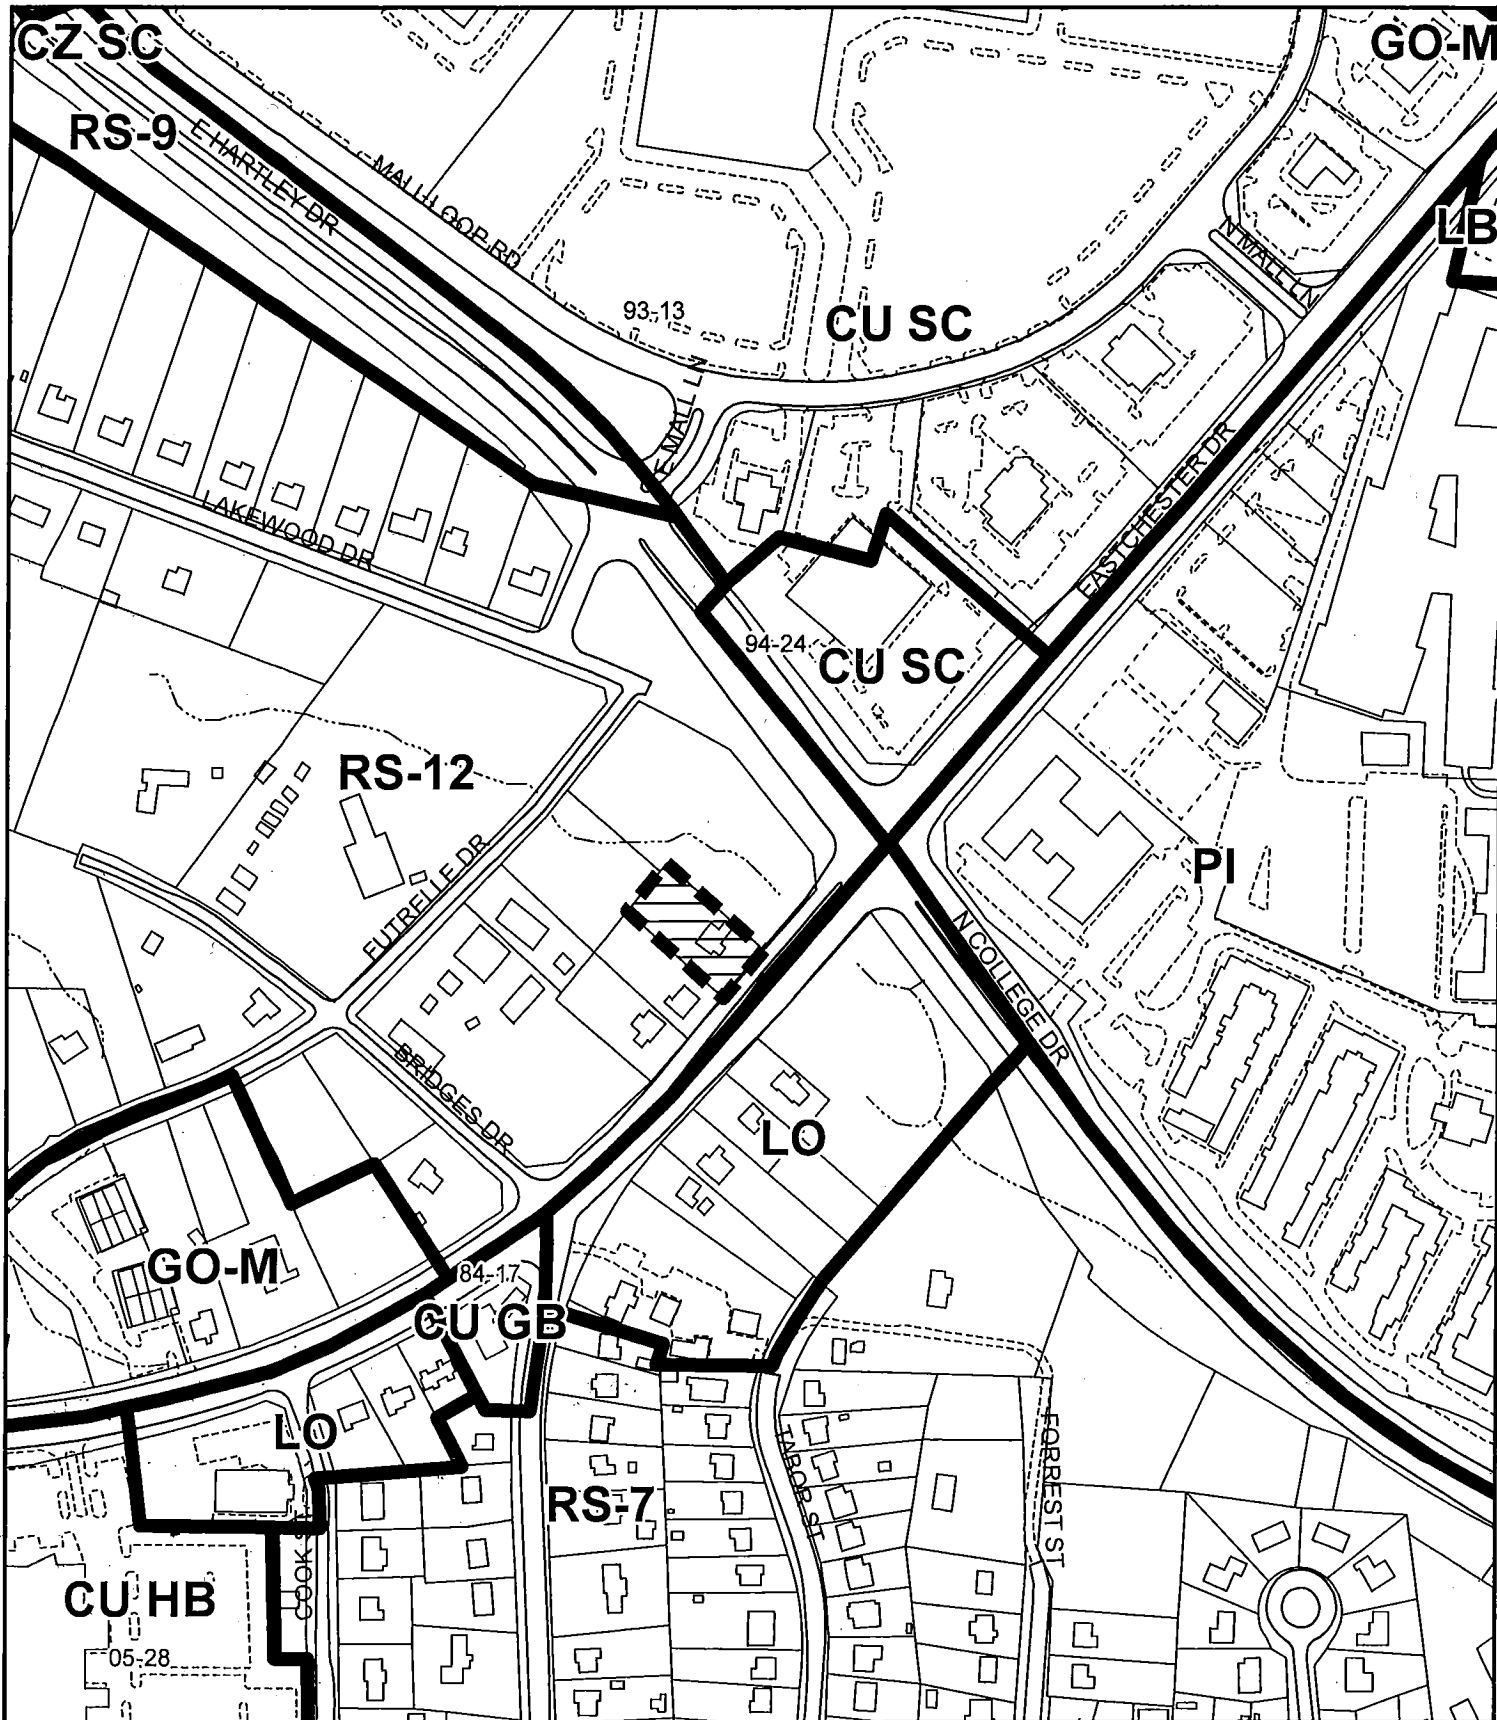 CZ SC
GO-M
RS-9
E HARTLEY DR
MALL LOOP RD
N MALL LN
LB
93-13
CU SC
S E MALL LN
EASTCHESTER DR
LAKEWOOD DR
94-24
CU SC
RS-12
FUTRELLE DR
PI
N COLLEGE DR
BRIDGES DR
LO
GO-M
84-17
CU GB
LO
TABOR ST
FORREST ST
RS-7
COOK ST
CU HB
05-28